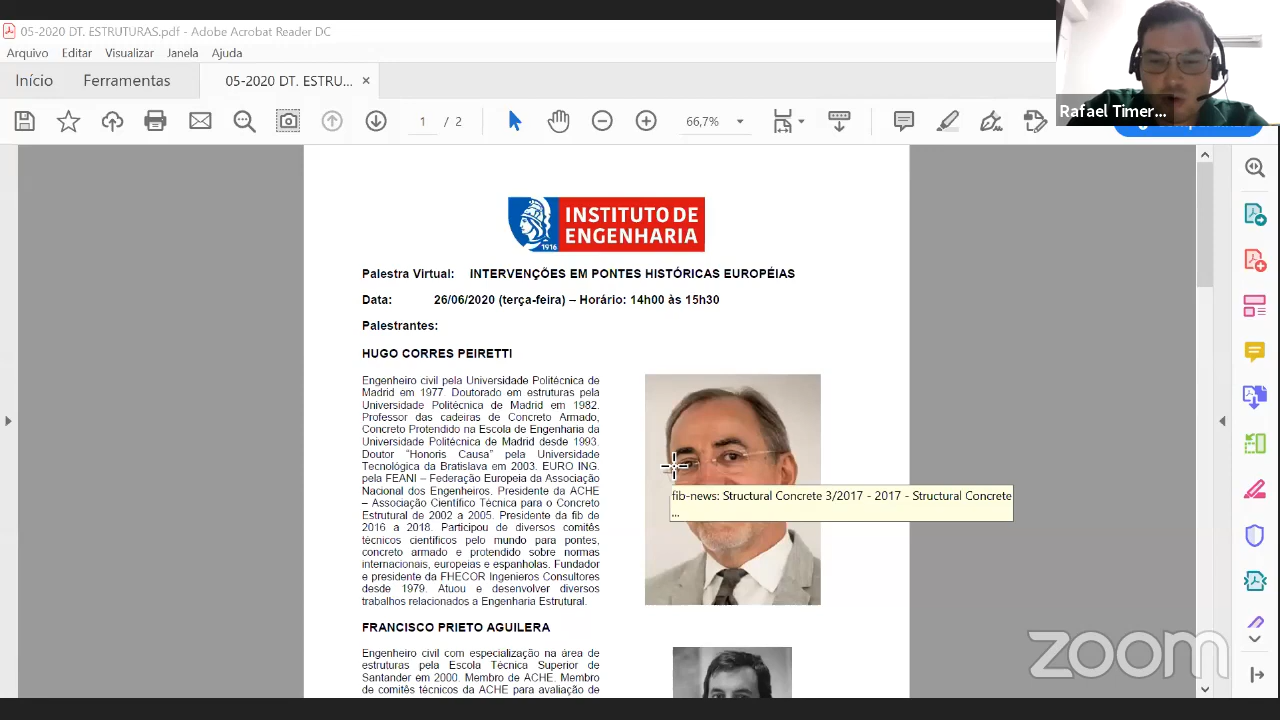 05-2020 DT. ESTRUTURAS.pdf - Adobe Acrobat Reader DC
Arquivo Editar Visualizar Janela Ajuda
Início Ferramentas 05-2020 DT. ESTRU... ×
1 / 2 66,7%
Rafael Timer...
1916 INSTITUTO DE
ENGENHARIA
Palestra Virtual: INTERVENÇÕES EM PONTES HISTÓRICAS EUROPÉIAS
Data: 26/06/2020 (terça-feira) – Horário: 14h00 às 15h30
Palestrantes:
HUGO CORRES PEIRETTI
Engenheiro civil pela Universidade Politécnica de
Madrid em 1977. Doutorado em estruturas pela
Universidade Politécnica de Madrid em 1982.
Professor das cadeiras de Concreto Armado,
Concreto Protendido na Escola de Engenharia da
Universidade Politécnica de Madrid desde 1993.
Doutor "Honoris Causa" pela Universidade
Tecnológica da Bratislava em 2003. EURO ING.
pela FEANI – Federação Europeia da Associação
Nacional dos Engenheiros. Presidente da ACHE
– Associação Científico Técnica para o Concreto
Estrutural de 2002 a 2005. Presidente da fib de
2016 a 2018. Participou de diversos comitês
técnicos científicos pelo mundo para pontes,
concreto armado e protendido sobre normas
internacionais, europeias e espanholas. Fundador
e presidente da FHECOR Ingenieros Consultores
desde 1979. Atuou e desenvolver diversos
trabalhos relacionados a Engenharia Estrutural.
fib-news: Structural Concrete 3/2017 - 2017 - Structural Concrete
...
FRANCISCO PRIETO AGUILERA
Engenheiro civil com especialização na área de
estruturas pela Escola Técnica Superior de
Santander em 2000. Membro de ACHE. Membro
de comitês técnicos da ACHE para avaliação de
zoom